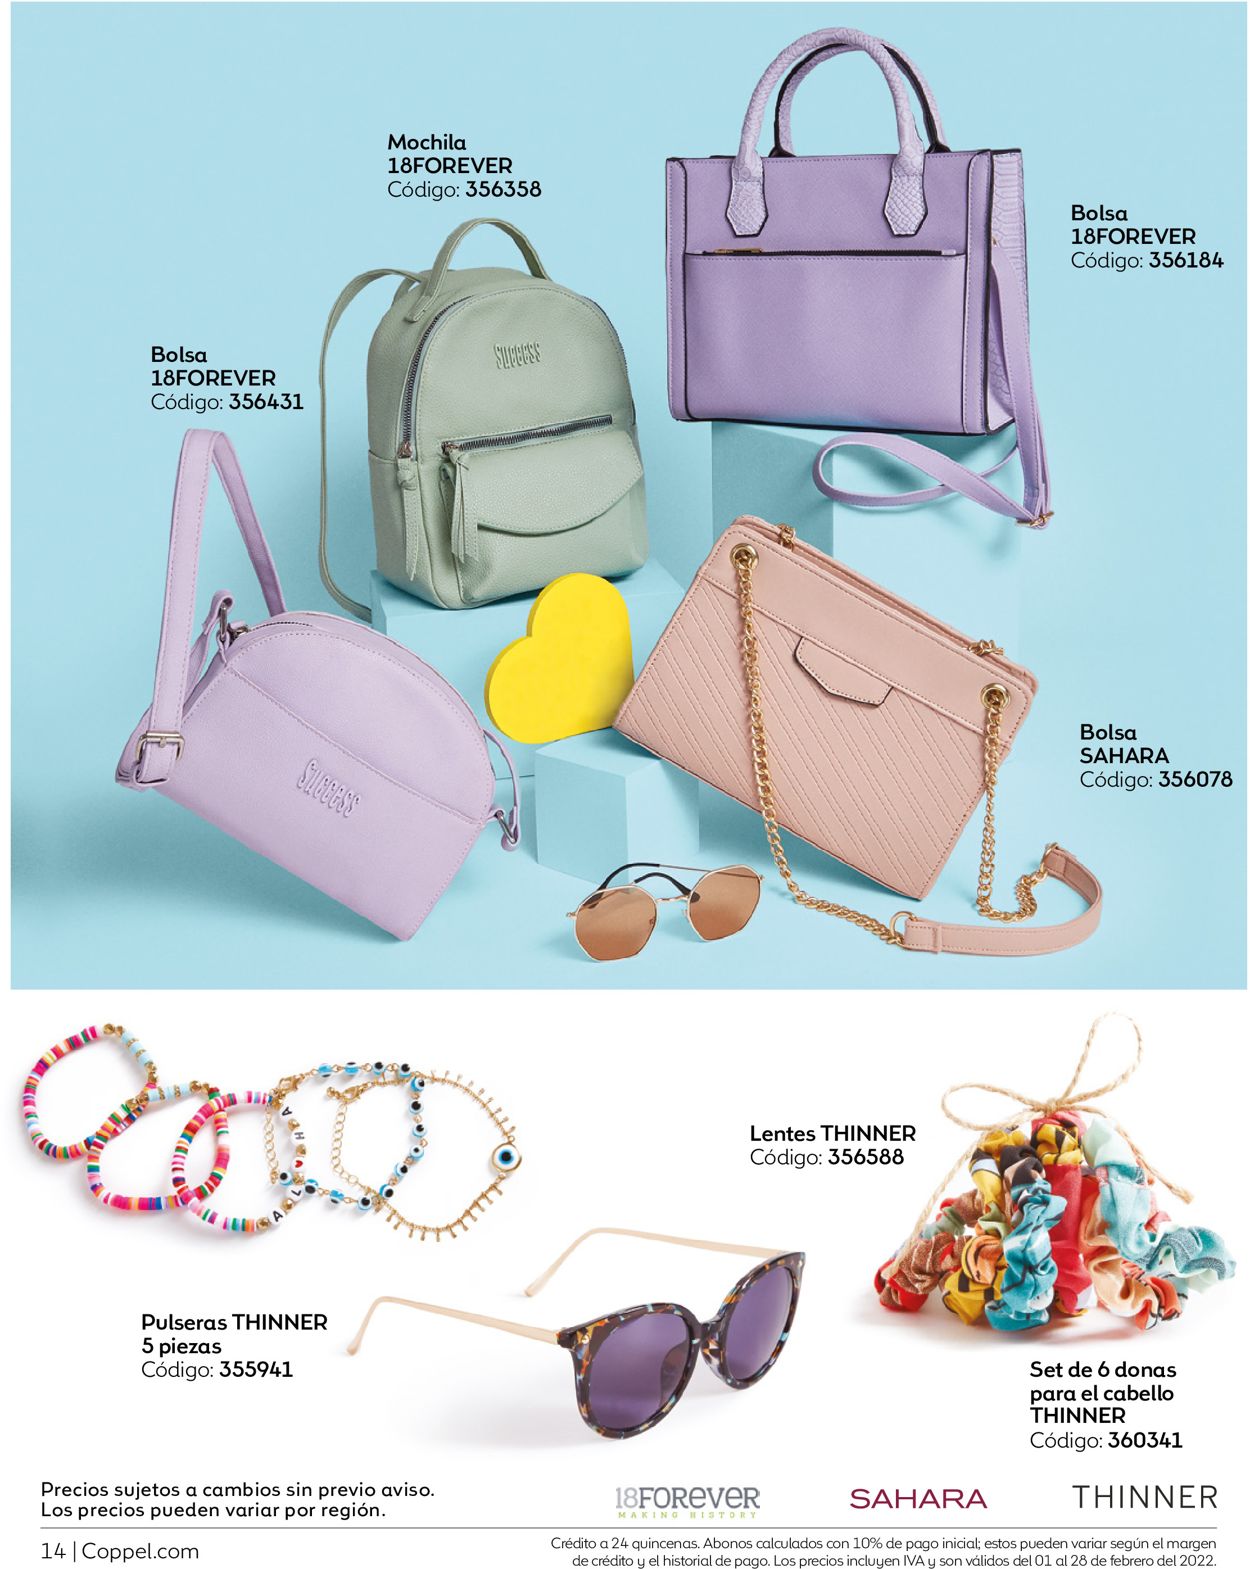 Mochila
18FOREVER
Código: 356358
Bolsa
18FOREVER
Código: 356184
Bolsa
18FOREVER
Código: 356431
SUCCESS
SUCCESS
Bolsa
SAHARA
Código: 356078
A
H
L
A
Lentes THINNER
Código: 356588
Pulseras THINNER
5 piezas
Código: 355941
Set de 6 donas
para el cabello
THINNER
Código: 360341
Precios sujetos a cambios sin previo aviso.
Los precios pueden variar por región.
18FOREVER
MAKING HISTORY
SAHARA
THINNER
14 | Coppel.com
Crédito a 24 quincenas. Abonos calculados con 10% de pago inicial; estos pueden variar según el margen
de crédito y el historial de pago. Los precios incluyen IVA y son válidos del 01 al 28 de febrero del 2022.